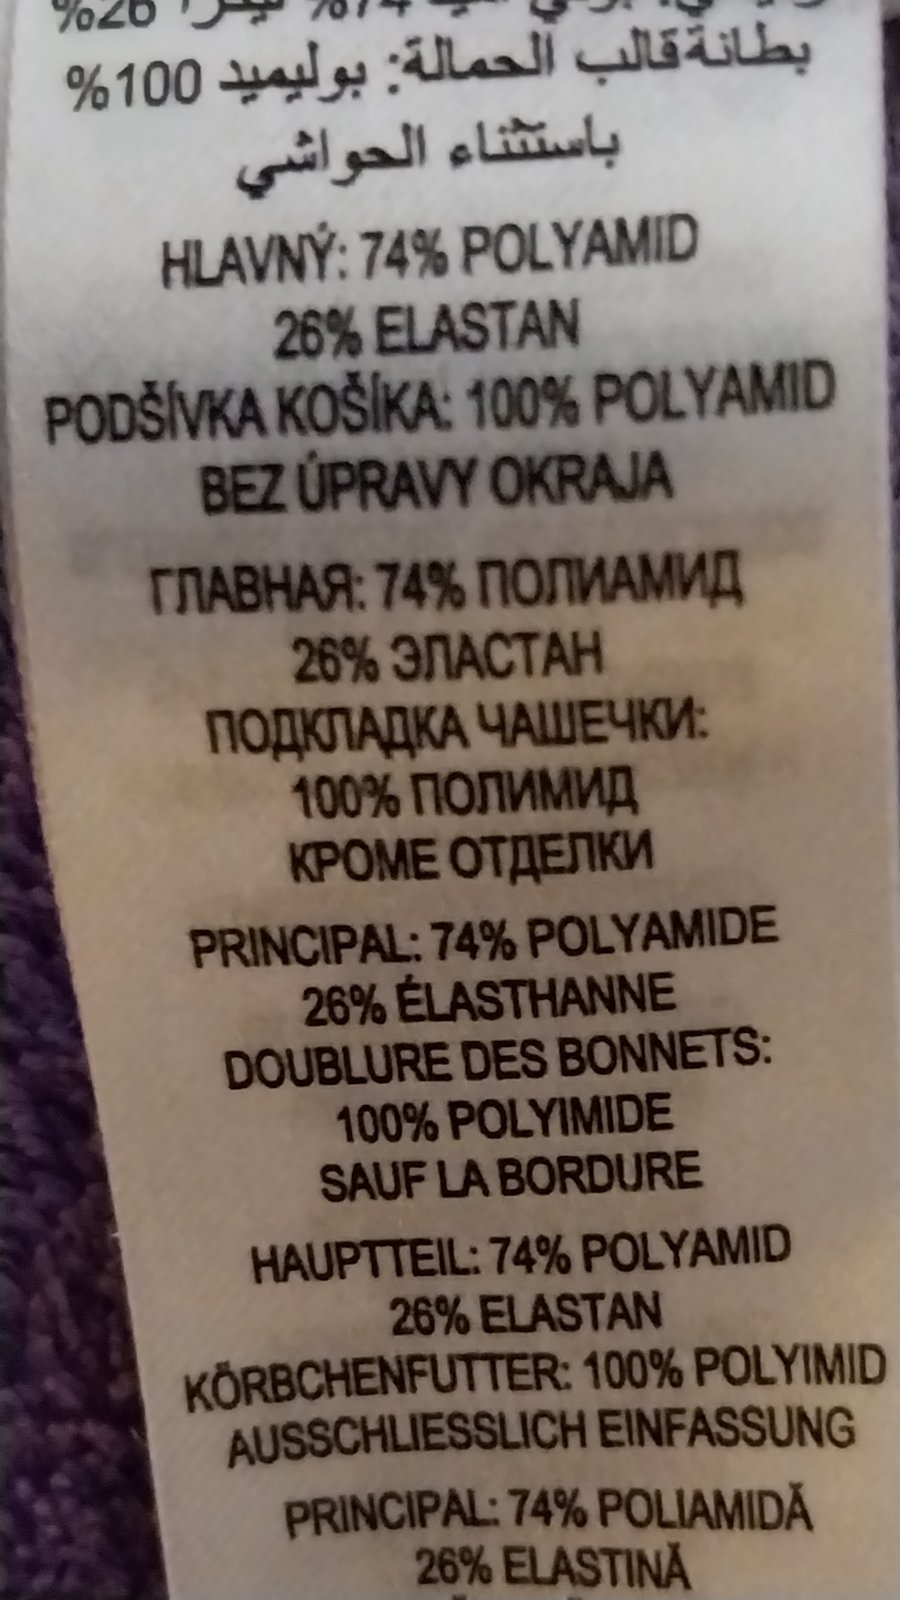 %26 ليكرا %74
بطانة قالب الحمالة: بوليميد 100%
باستثناء الحواشي
HLAVNÝ: 74% POLYAMID
26% ELASTAN
PODŠÍVKA KOŠÍKA: 100% POLYAMID
BEZ ÚPRAVY OKRAJA
ГЛАВНАЯ: 74% ПОЛИАМИД
26% ЭЛАСТАН
ПОДКЛАДКА ЧАШЕЧКИ:
100% ПОЛИМИД
КРОМЕ ОТДЕЛКИ
PRINCIPAL: 74% POLYAMIDE
26% ÉLASTHANNE
DOUBLURE DES BONNETS:
100% POLYIMIDE
SAUF LA BORDURE
HAUPTTEIL: 74% POLYAMID
26% ELASTAN
KÖRBCHENFUTTER: 100% POLYIMID
AUSSCHLIESSLICH EINFASSUNG
PRINCIPAL: 74% POLIAMIDĂ
26% ELASTINĂ